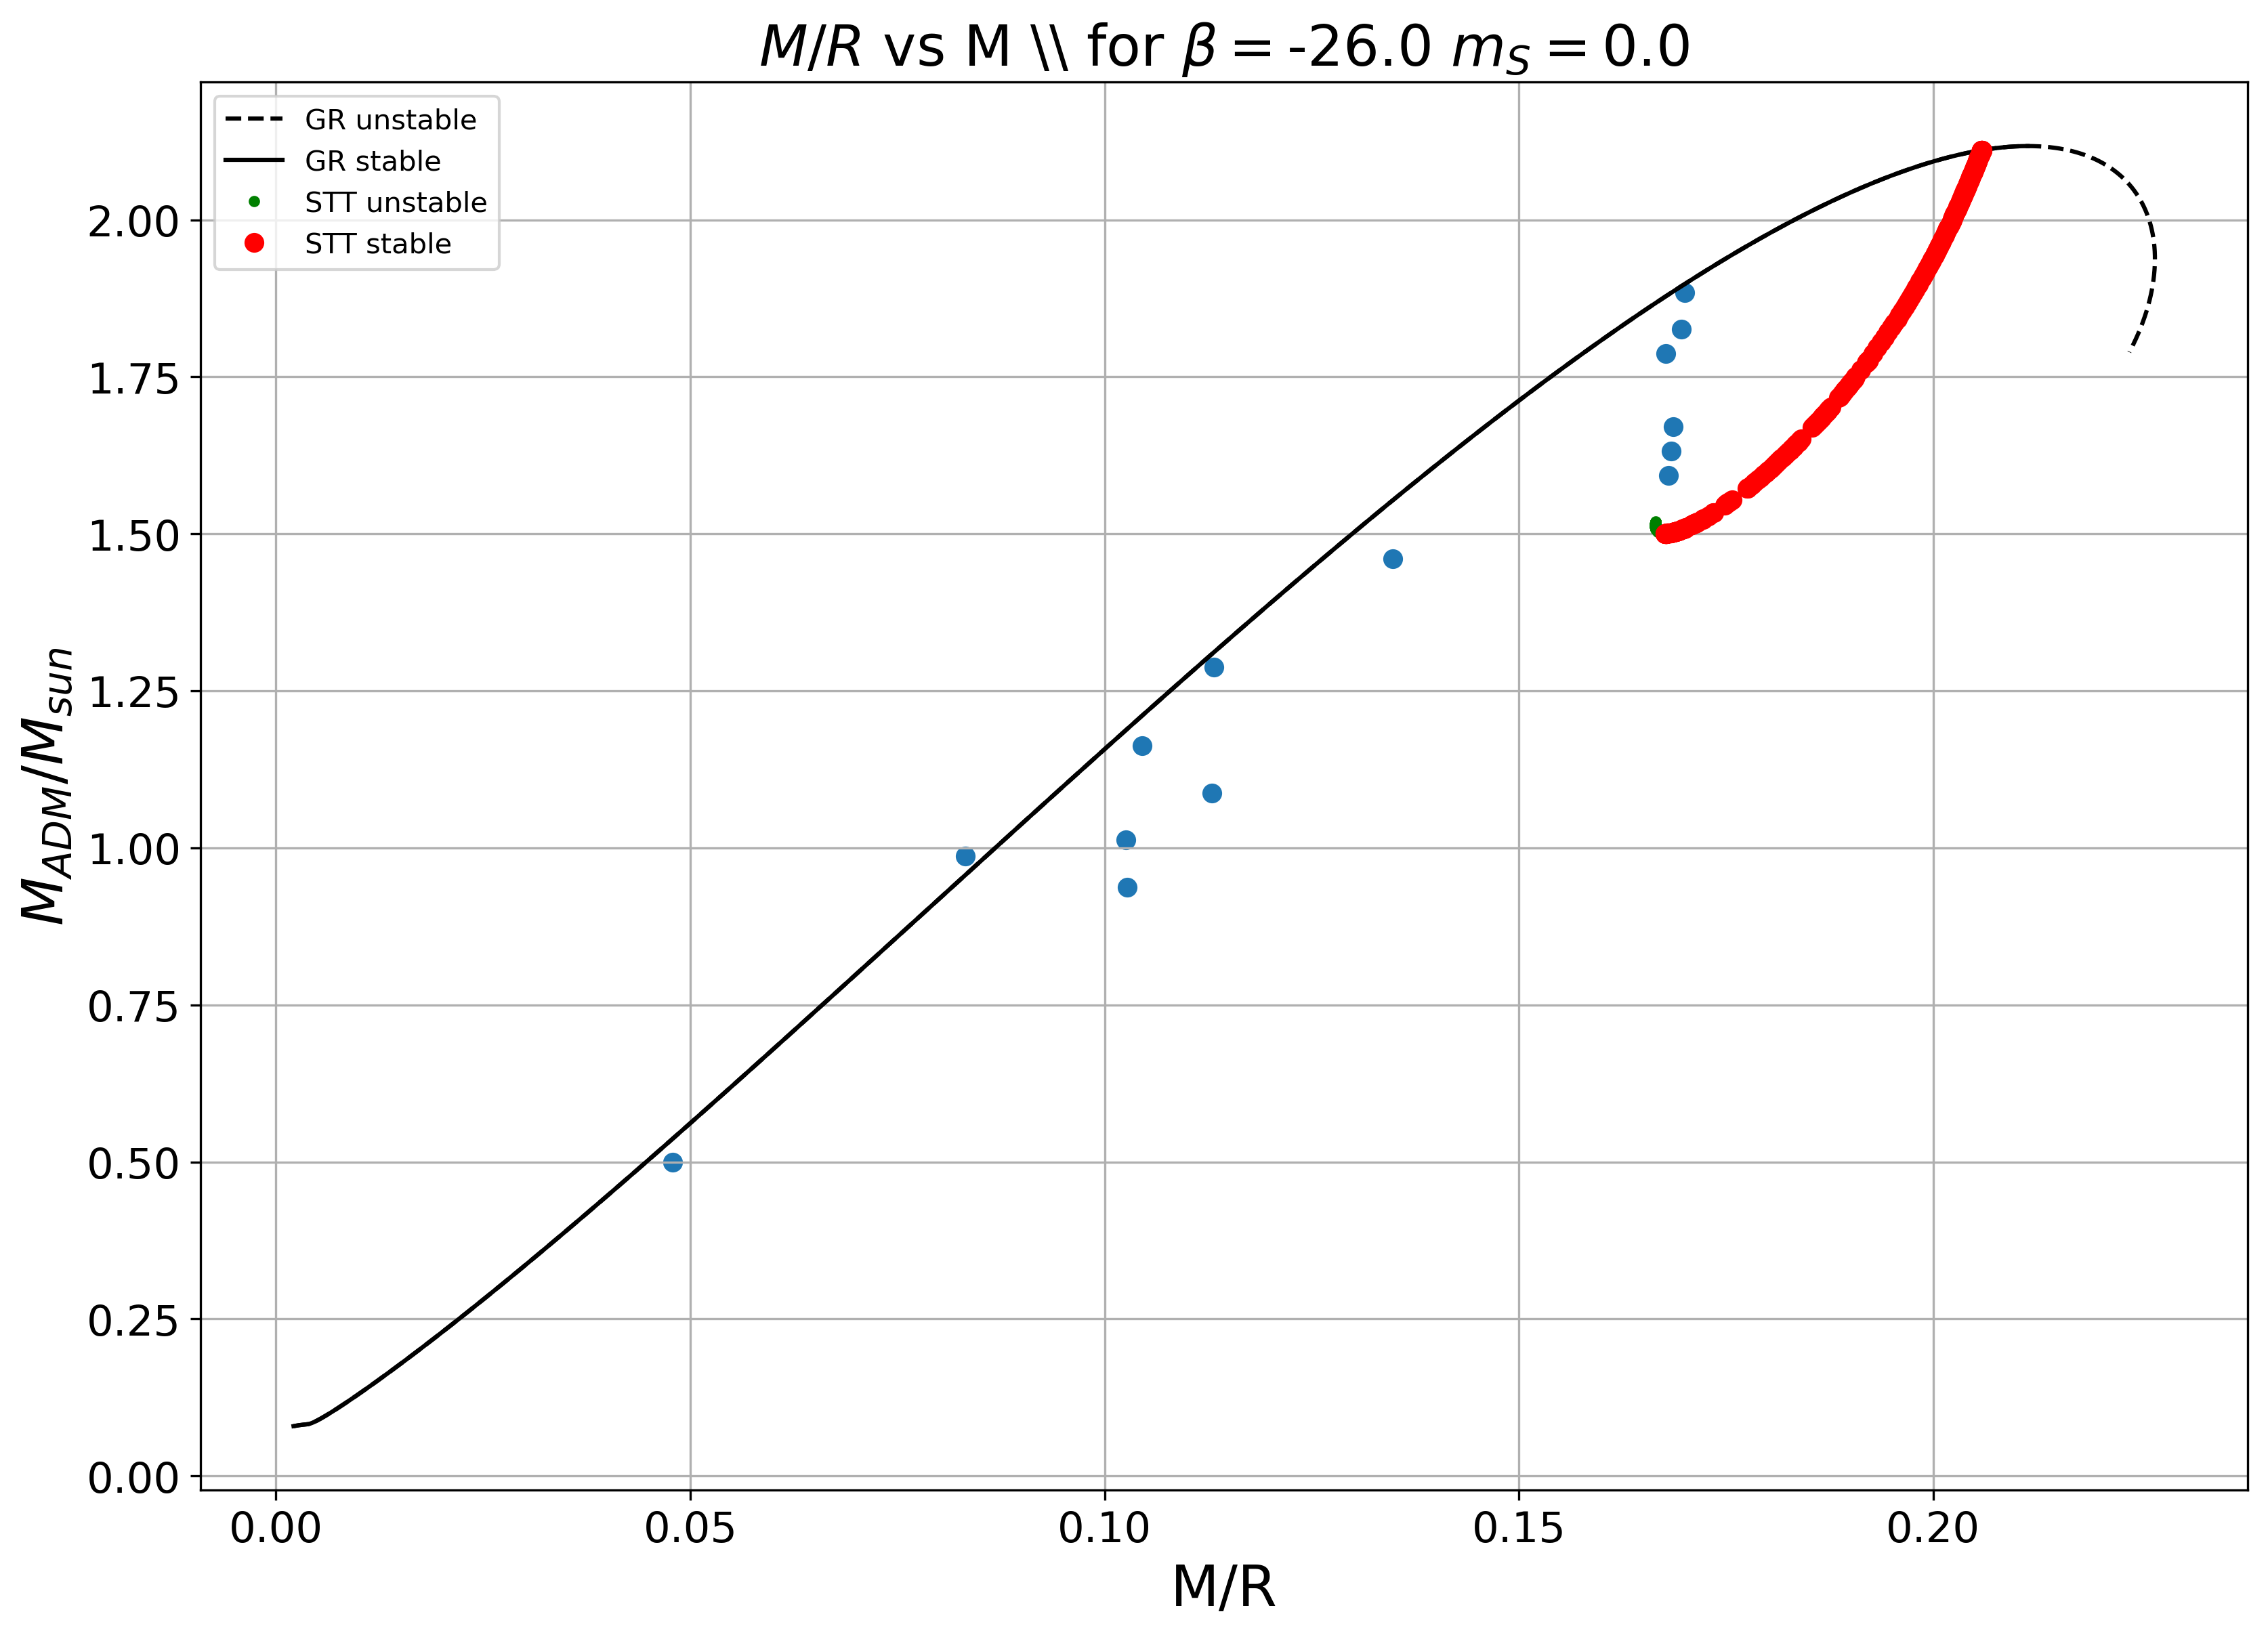 M/R vs M \\ for β = -26.0 m_S = 0.0
GR unstable
GR stable
STT unstable
STT stable
M_ADM/M_sun
2.00
1.75
1.50
1.25
1.00
0.75
0.50
0.25
0.00
0.00 0.05 0.10 0.15 0.20
M/R